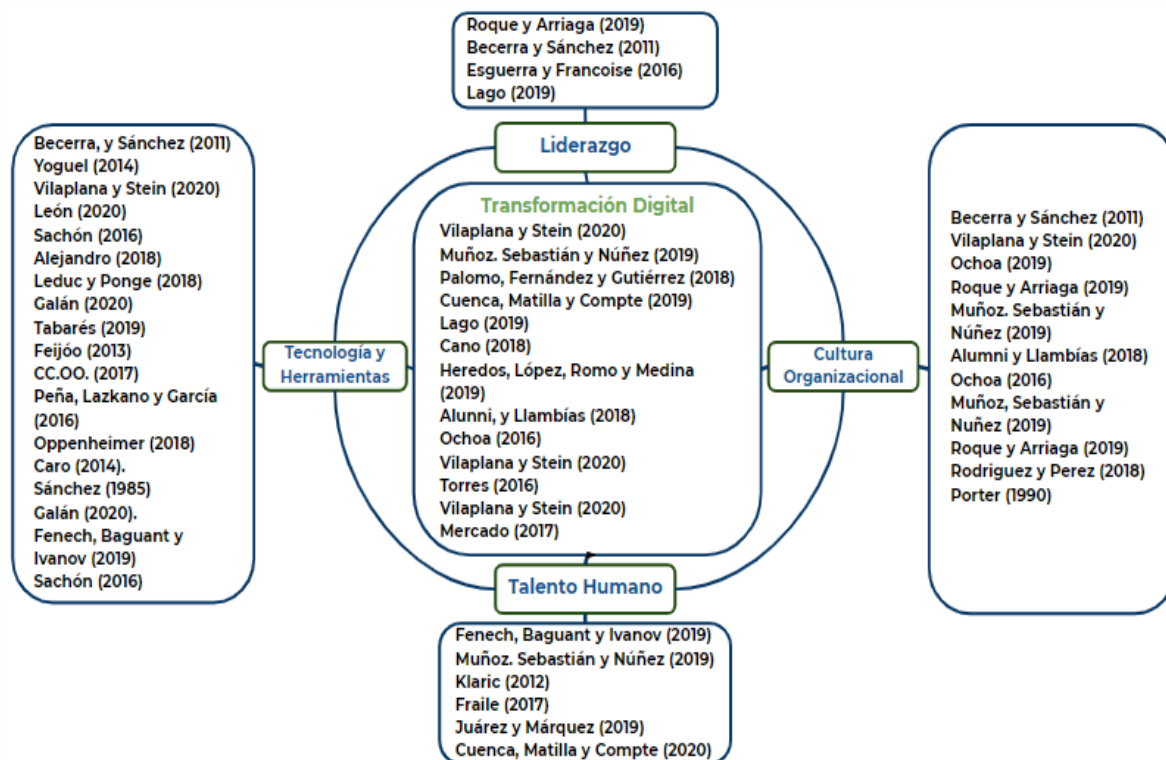 Roque y Arriaga (2019)
Becerra y Sánchez (2011)
Esguerra y Francoise (2016)
Lago (2019)
Liderazgo
Becerra, y Sánchez (2011)
Yoguel (2014)
Vilaplana y Stein (2020)
León (2020)
Sachón (2016)
Alejandro (2018)
Leduc y Ponge (2018)
Galán (2020)
Tabarés (2019)
Feijóo (2013)
CC.OO. (2017)
Peña, Lazkano y García
(2016)
Oppenheimer (2018)
Caro (2014).
Sánchez (1985)
Galán (2020).
Fenech, Baguant y
Ivanov (2019)
Sachón (2016)
Tecnología y
Herramientas
Transformación Digital
Vilaplana y Stein (2020)
Muñoz. Sebastián y Núñez (2019)
Palomo, Fernández y Gutiérrez (2018)
Cuenca, Matilla y Compte (2019)
Lago (2019)
Cano (2018)
Heredos, López, Romo y Medina
(2019)
Alunni, y Llambías (2018)
Ochoa (2016)
Vilaplana y Stein (2020)
Torres (2016)
Vilaplana y Stein (2020)
Mercado (2017)
Cultura
Organizacional
Becerra y Sánchez (2011)
Vilaplana y Stein (2020)
Ochoa (2019)
Roque y Arriaga (2019)
Muñoz. Sebastián y
Núñez (2019)
Alumni y Llambías (2018)
Ochoa (2016)
Muñoz, Sebastián y
Nuñez (2019)
Roque y Arriaga (2019)
Rodriguez y Perez (2018)
Porter (1990)
Talento Humano
Fenech, Baguant y Ivanov (2019)
Muñoz. Sebastián y Núñez (2019)
Klaric (2012)
Fraile (2017)
Juárez y Márquez (2019)
Cuenca, Matilla y Compte (2020)